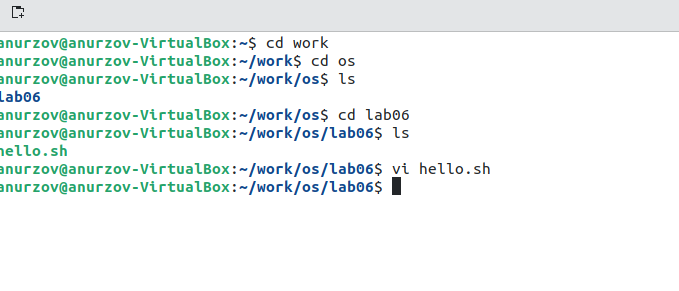 anurzov@anurzov-VirtualBox:~$ cd work
anurzov@anurzov-VirtualBox:~/work$ cd os
anurzov@anurzov-VirtualBox:~/work/os$ ls
lab06
anurzov@anurzov-VirtualBox:~/work/os$ cd lab06
anurzov@anurzov-VirtualBox:~/work/os/lab06$ ls
hello.sh
anurzov@anurzov-VirtualBox:~/work/os/lab06$ vi hello.sh
anurzov@anurzov-VirtualBox:~/work/os/lab06$